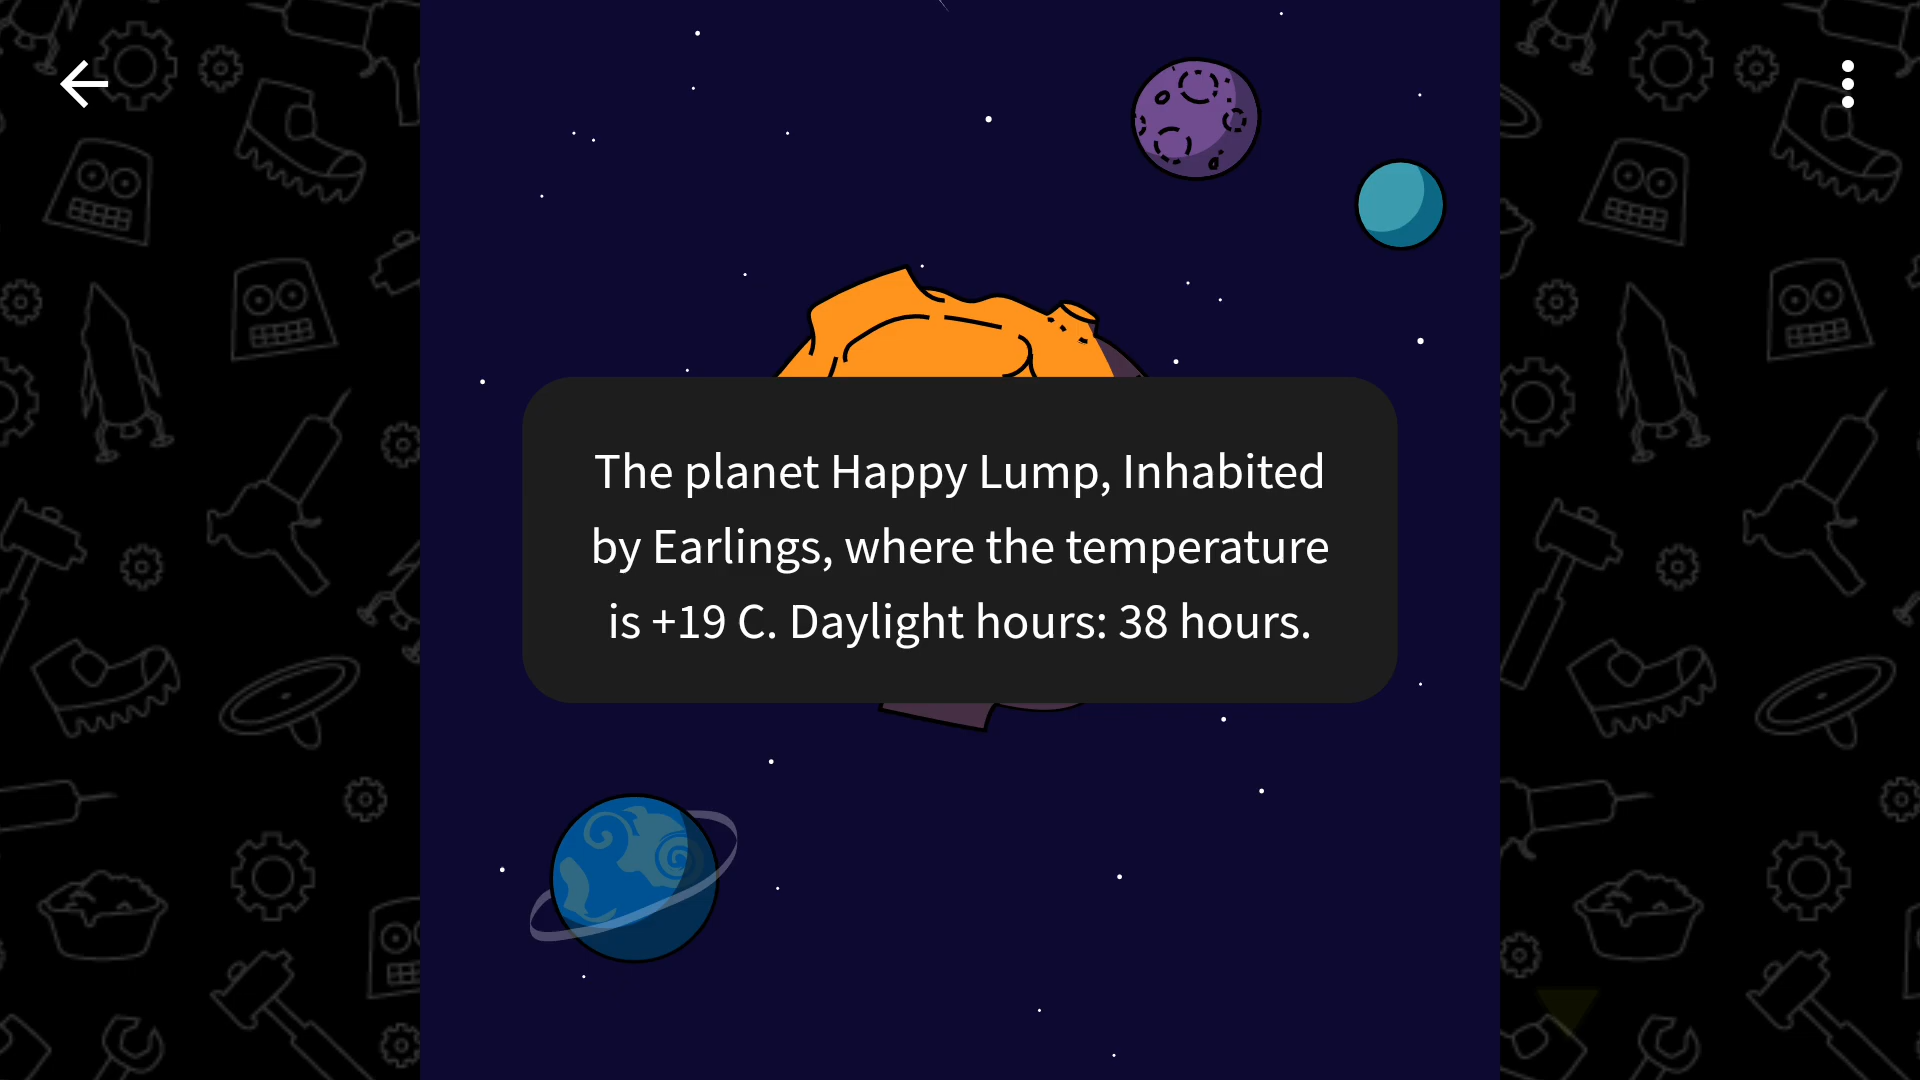 The planet Happy Lump, Inhabited
by Earlings, where the temperature
is +19 C. Daylight hours: 38 hours.